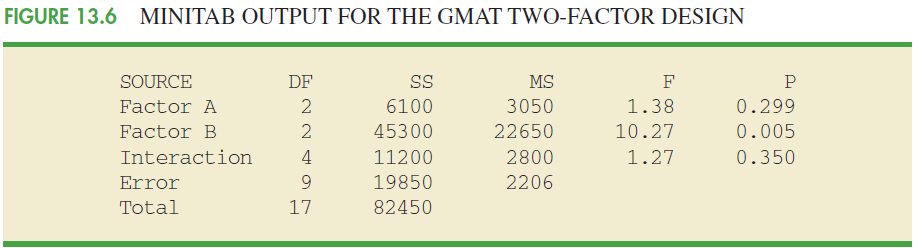 FIGURE 13.6 MINITAB OUTPUT FOR THE GMAT TWO-FACTOR DESIGN
SOURCE DF SS MS F P
Factor A 2 6100 3050 1.38 0.299
Factor B 2 45300 22650 10.27 0.005
Interaction 4 11200 2800 1.27 0.350
Error 9 19850 2206
Total 17 82450